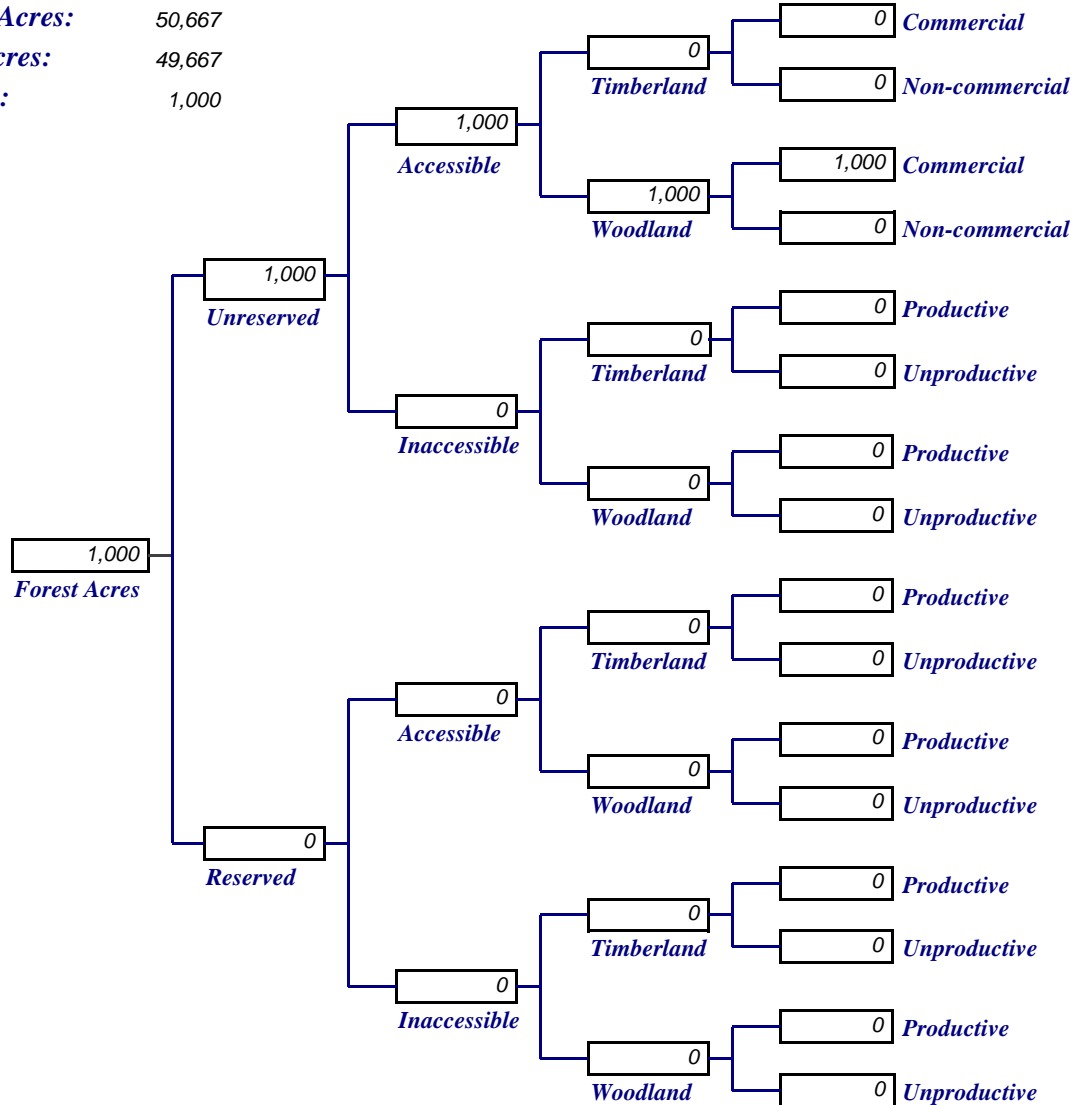 Acres: 50,667
cres: 49,667
: 1,000
0 Commercial
0
Timberland
0 Non-commercial
1,000
Accessible
1,000 Commercial
1,000
Woodland
0 Non-commercial
1,000
Unreserved
0 Productive
0
Timberland
0 Unproductive
0
Inaccessible
0 Productive
0
Woodland
0 Unproductive
1,000
Forest Acres
0 Productive
0
Timberland
0 Unproductive
0
Accessible
0 Productive
0
Woodland
0 Unproductive
0
Reserved
0 Productive
0
Timberland
0 Unproductive
0
Inaccessible
0 Productive
0
Woodland
0 Unproductive